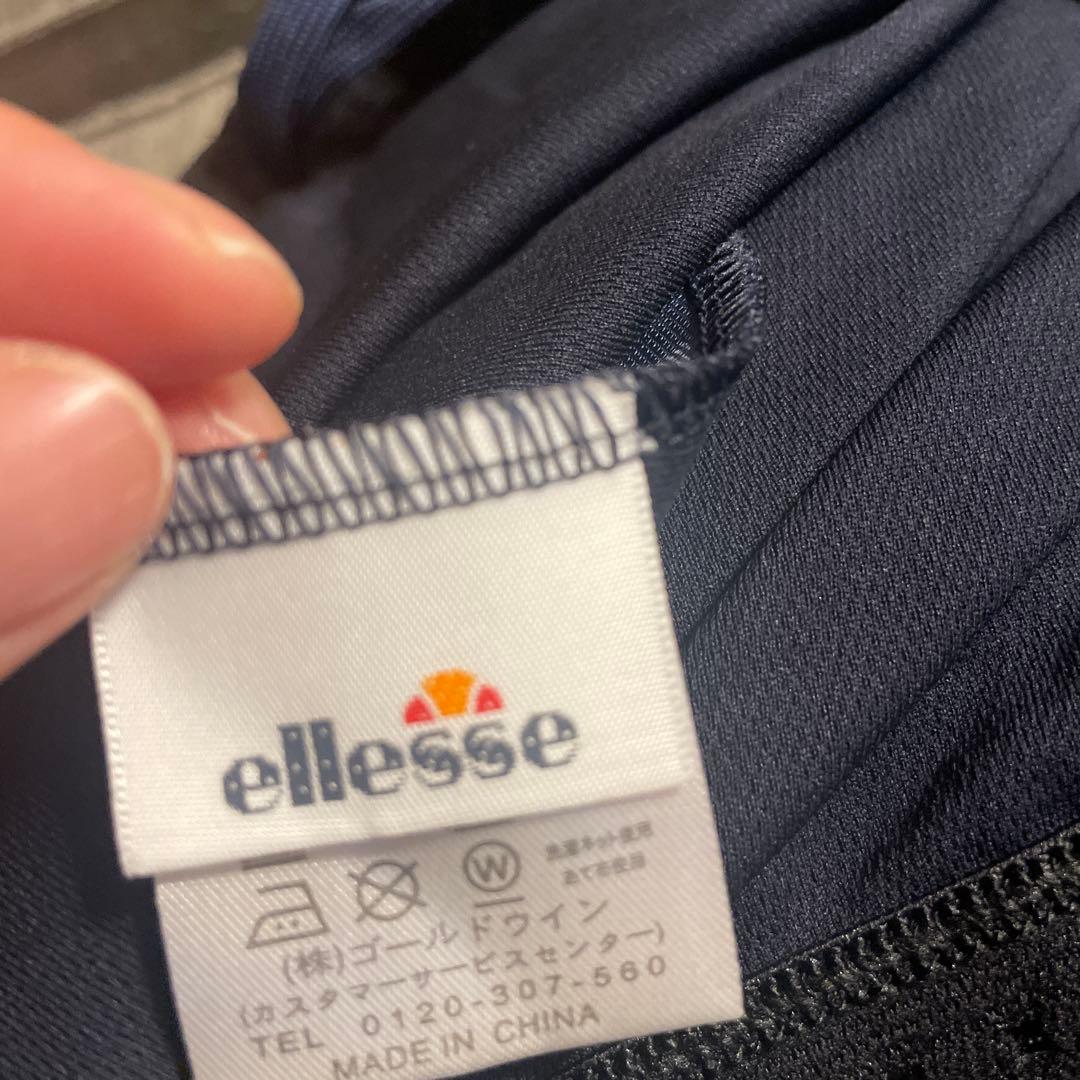 ellesse
W
洗濯ネット使用
あて布使用
(株)ゴールドウイン
(カスタマーサービスセンター)
TEL 0120-307-560
MADE IN CHINA